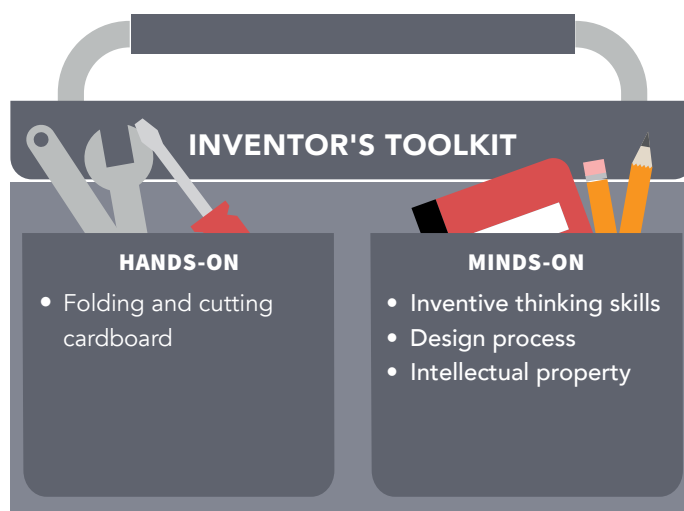 INVENTOR'S TOOLKIT
HANDS-ON
• Folding and cutting
cardboard
MINDS-ON
• Inventive thinking skills
• Design process
• Intellectual property